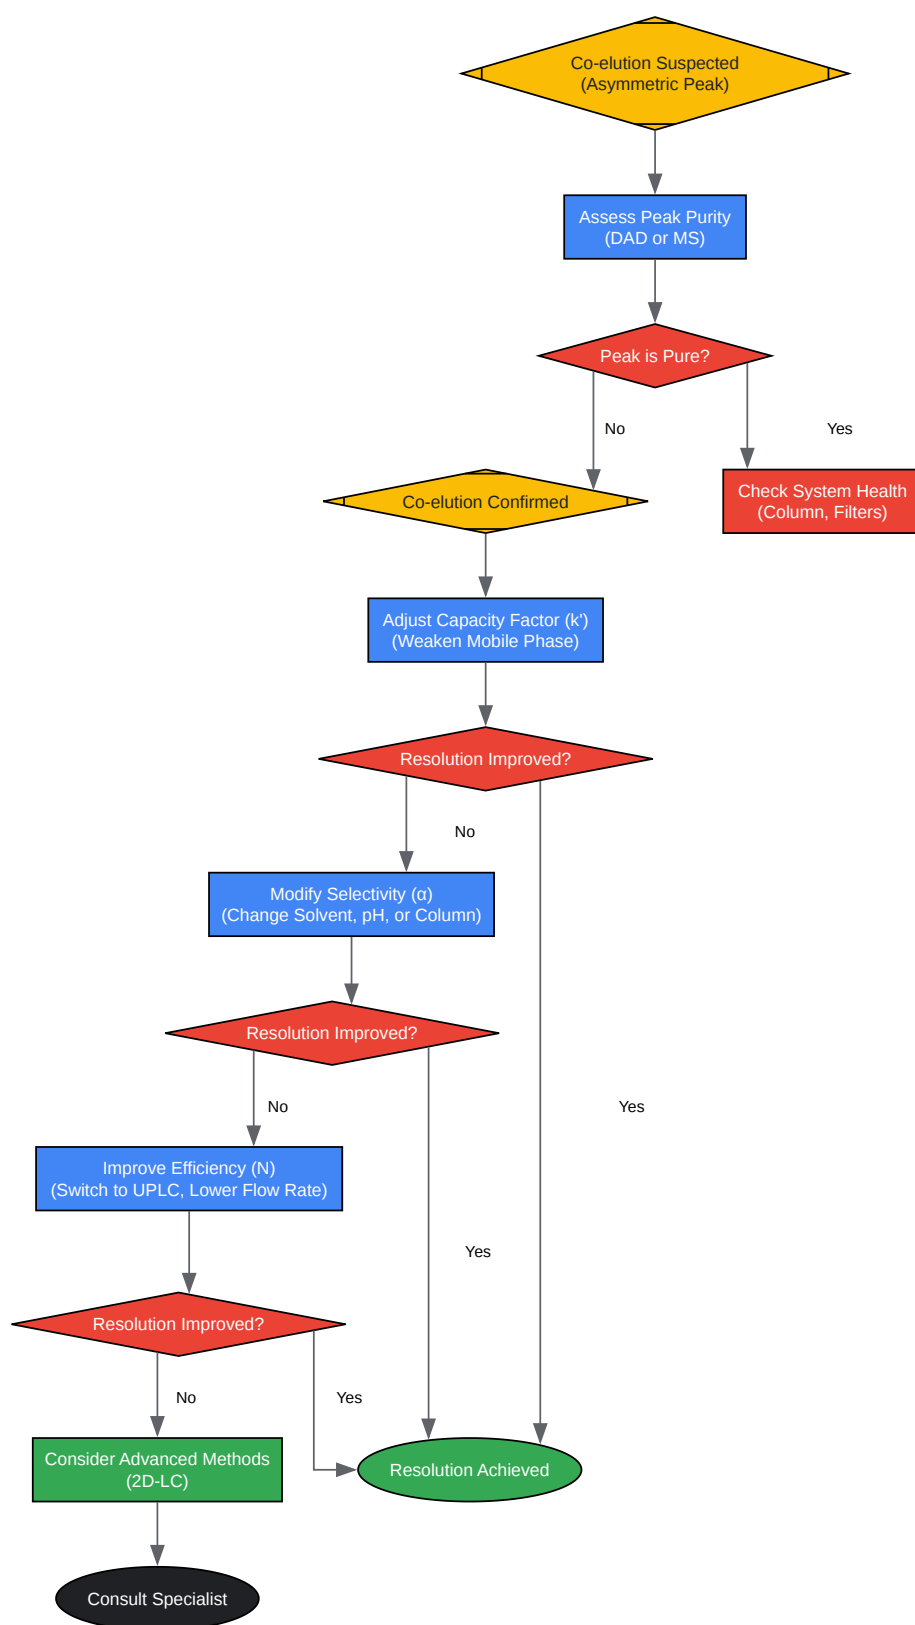 Co-elution Suspected
(Asymmetric Peak)
Assess Peak Purity
(DAD or MS)
Peak is Pure?
No
Yes
Co-elution Confirmed
Check System Health
(Column, Filters)
Adjust Capacity Factor (k')
(Weaken Mobile Phase)
Resolution Improved?
No
Modify Selectivity (α)
(Change Solvent, pH, or Column)
Resolution Improved?
No
Yes
Improve Efficiency (N)
(Switch to UPLC, Lower Flow Rate)
Yes
Resolution Improved?
No
Yes
Consider Advanced Methods
(2D-LC)
Resolution Achieved
Consult Specialist